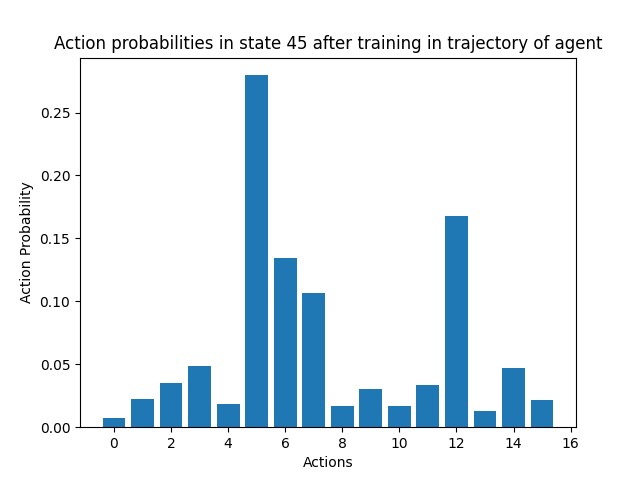 Action probabilities in state 45 after training in trajectory of agent
0.25
0.20
0.15
0.10
0.05
0.00
Action Probability
0 2 4 6 8 10 12 14 16
Actions